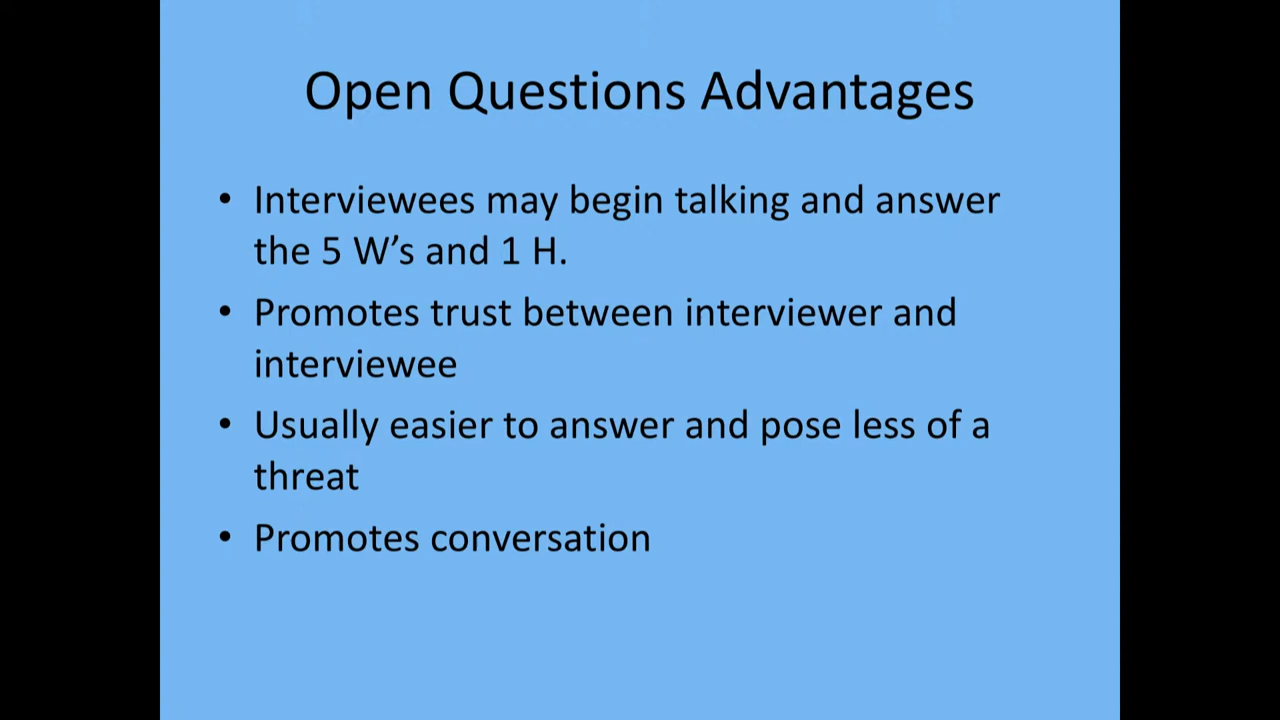 Open Questions Advantages
• Interviewees may begin talking and answer
the 5 W’s and 1 H.
• Promotes trust between interviewer and
interviewee
• Usually easier to answer and pose less of a
threat
• Promotes conversation